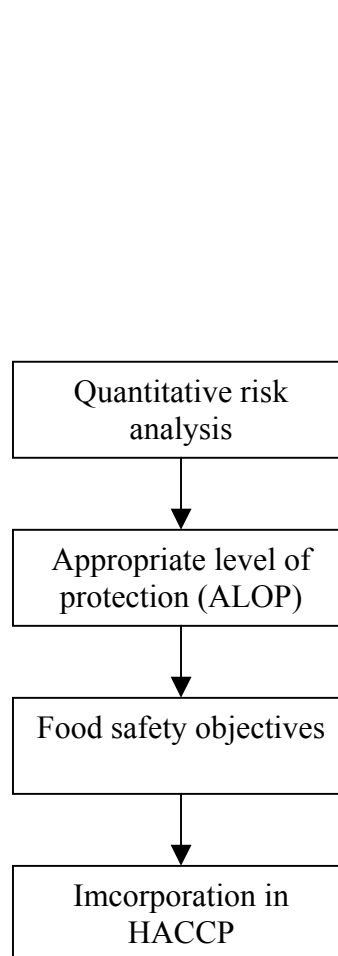 Quantitative risk
analysis
Appropriate level of
protection (ALOP)
Food safety objectives
Imcorporation in
HACCP